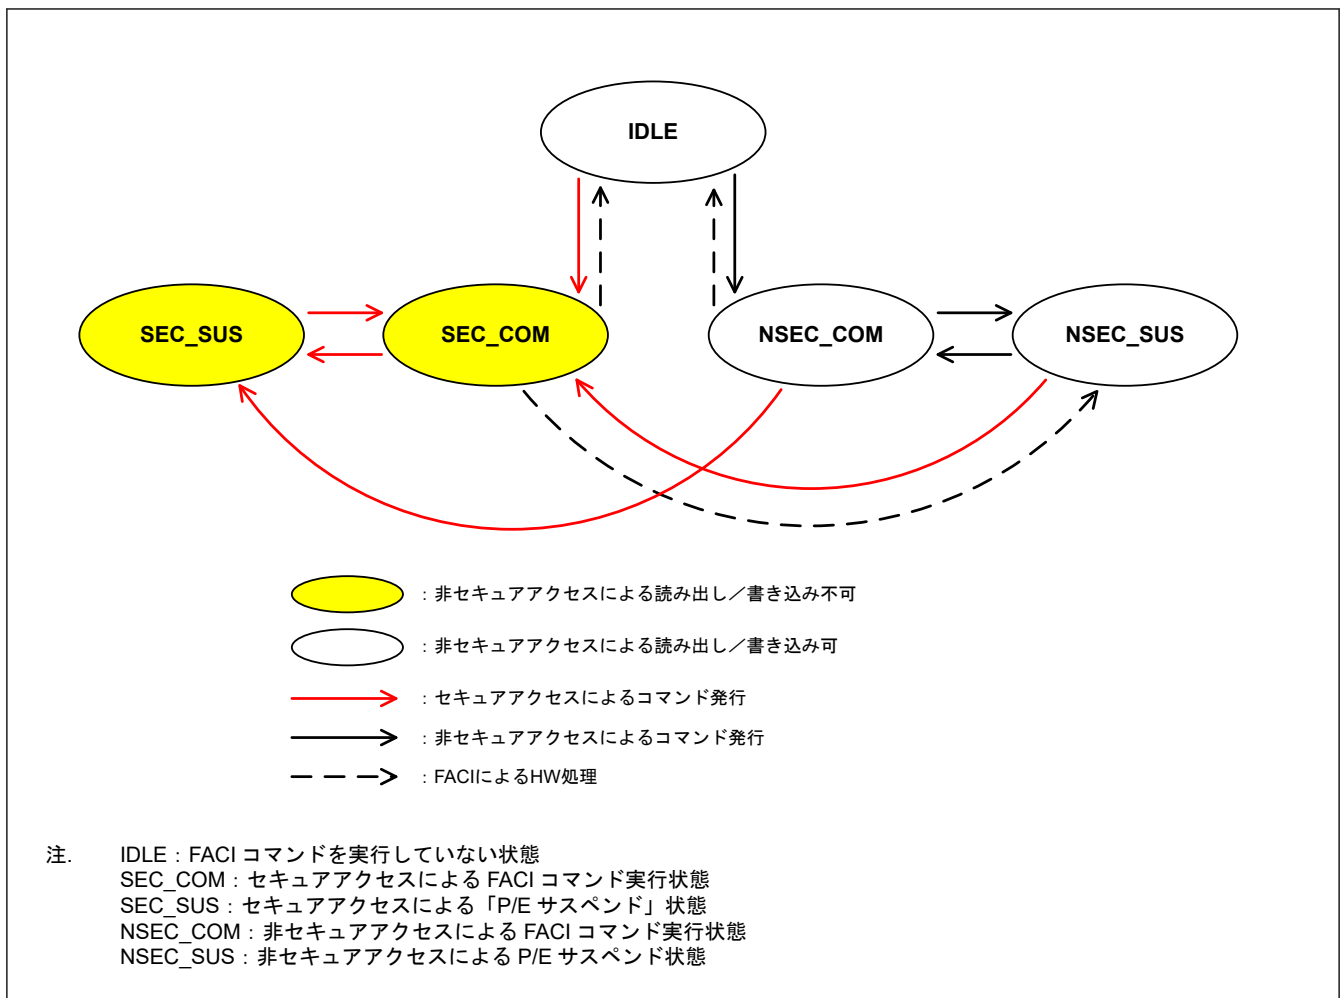 IDLE
SEC_SUS
SEC_COM
NSEC_COM
NSEC_SUS
：非セキュアアクセスによる読み出し／書き込み不可
：非セキュアアクセスによる読み出し／書き込み可
：セキュアアクセスによるコマンド発行
：非セキュアアクセスによるコマンド発行
：FACIによるHW処理
注. IDLE：FACI コマンドを実行していない状態
SEC_COM：セキュアアクセスによる FACI コマンド実行状態
SEC_SUS：セキュアアクセスによる「P/E サスペンド」状態
NSEC_COM：非セキュアアクセスによる FACI コマンド実行状態
NSEC_SUS：非セキュアアクセスによる P/E サスペンド状態